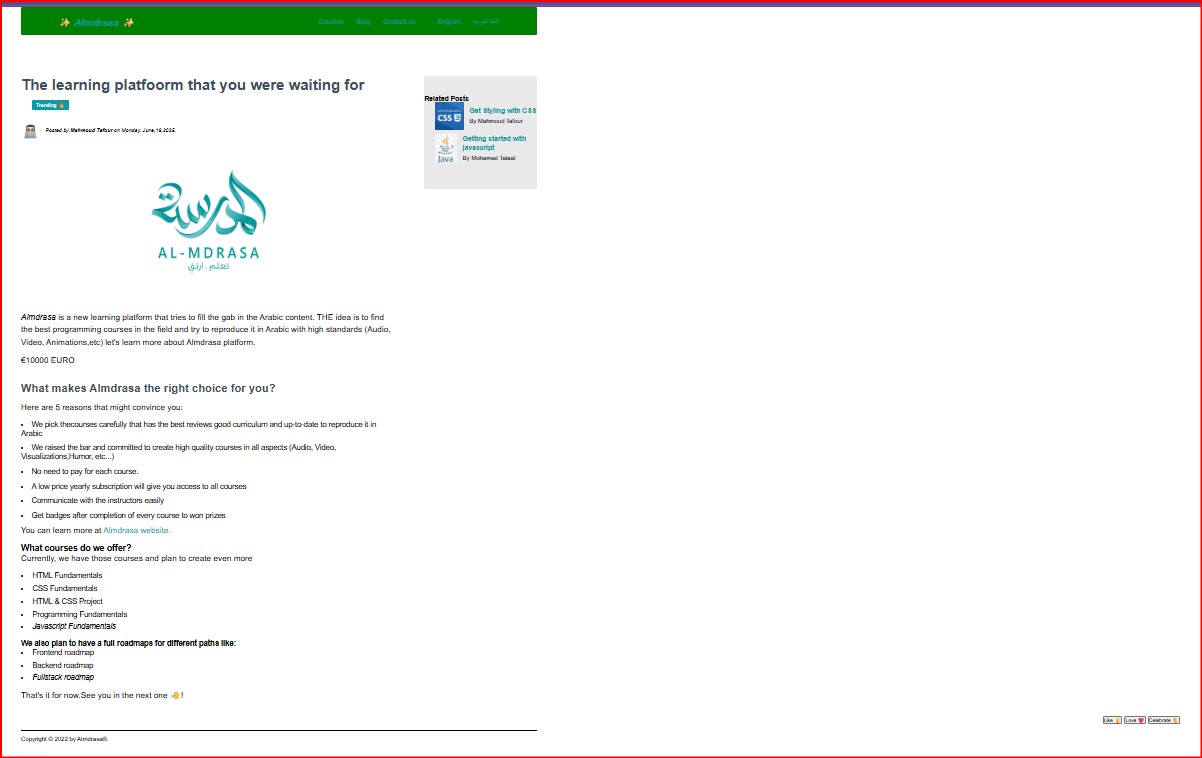 ✨ Almdrasa ✨
Courses Blog Contact us English اللغة العربية
The learning platfoorm that you were waiting for
Trending 🔥
Posted by Mahmoud Tafour on Monday, June,19,2025.
المدرسة
AL-MDRASA
تعلم . ارتق
Almdrasa is a new learning platform that tries to fill the gab in the Arabic content. THE idea is to find
the best programming courses in the field and try to reproduce it in Arabic with high standards (Audio,
Video, Animations,etc) let's learn more about Almdrasa platform.
€10000 EURO
What makes Almdrasa the right choice for you?
Here are 5 reasons that might convince you:
• We pick thecourses carefully that has the best reviews good curriculum and up-to-date to reproduce it in
Arabic
• We raised the bar and committed to create high quality courses in all aspects (Audio, Video,
Visualizations,Humor, etc...)
• No need to pay for each course.
• A low price yearly subscription will give you access to all courses
• Communicate with the instructors easily
• Get badges after completion of every course to won prizes
You can learn more at Almdrasa website.
What courses do we offer?
Currently, we have those courses and plan to create even more
• HTML Fundamentals
• CSS Fundamentals
• HTML & CSS Project
• Programming Fundamentals
• Javascript Fundamentals
We also plan to have a full roadmaps for different paths like:
• Frontend roadmap
• Backend roadmap
• Fullstack roadmap
That's it for now.See you in the next one 👋!
Related Posts
CSS
Get Styling with CSS
By Mahmoud Tafour
Java
Getting started with
javasoript
By Mohamed Talaat
Like 👍 Love 💗 Celebrate 👏
Copyright © 2022 by Almdrasa®.